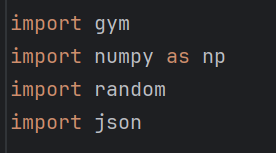 import gym
import numpy as np
import random
import json